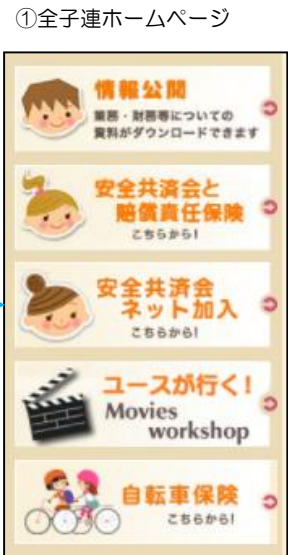 ①全子連ホームページ
情報公開
業務・財務等についての
資料がダウンロードできます
安全共済会と
賠償責任保険
こちらから!
安全共済会
ネット加入
こちらから!
ユースが行く!
Movies
workshop
自転車保険
こちらから!